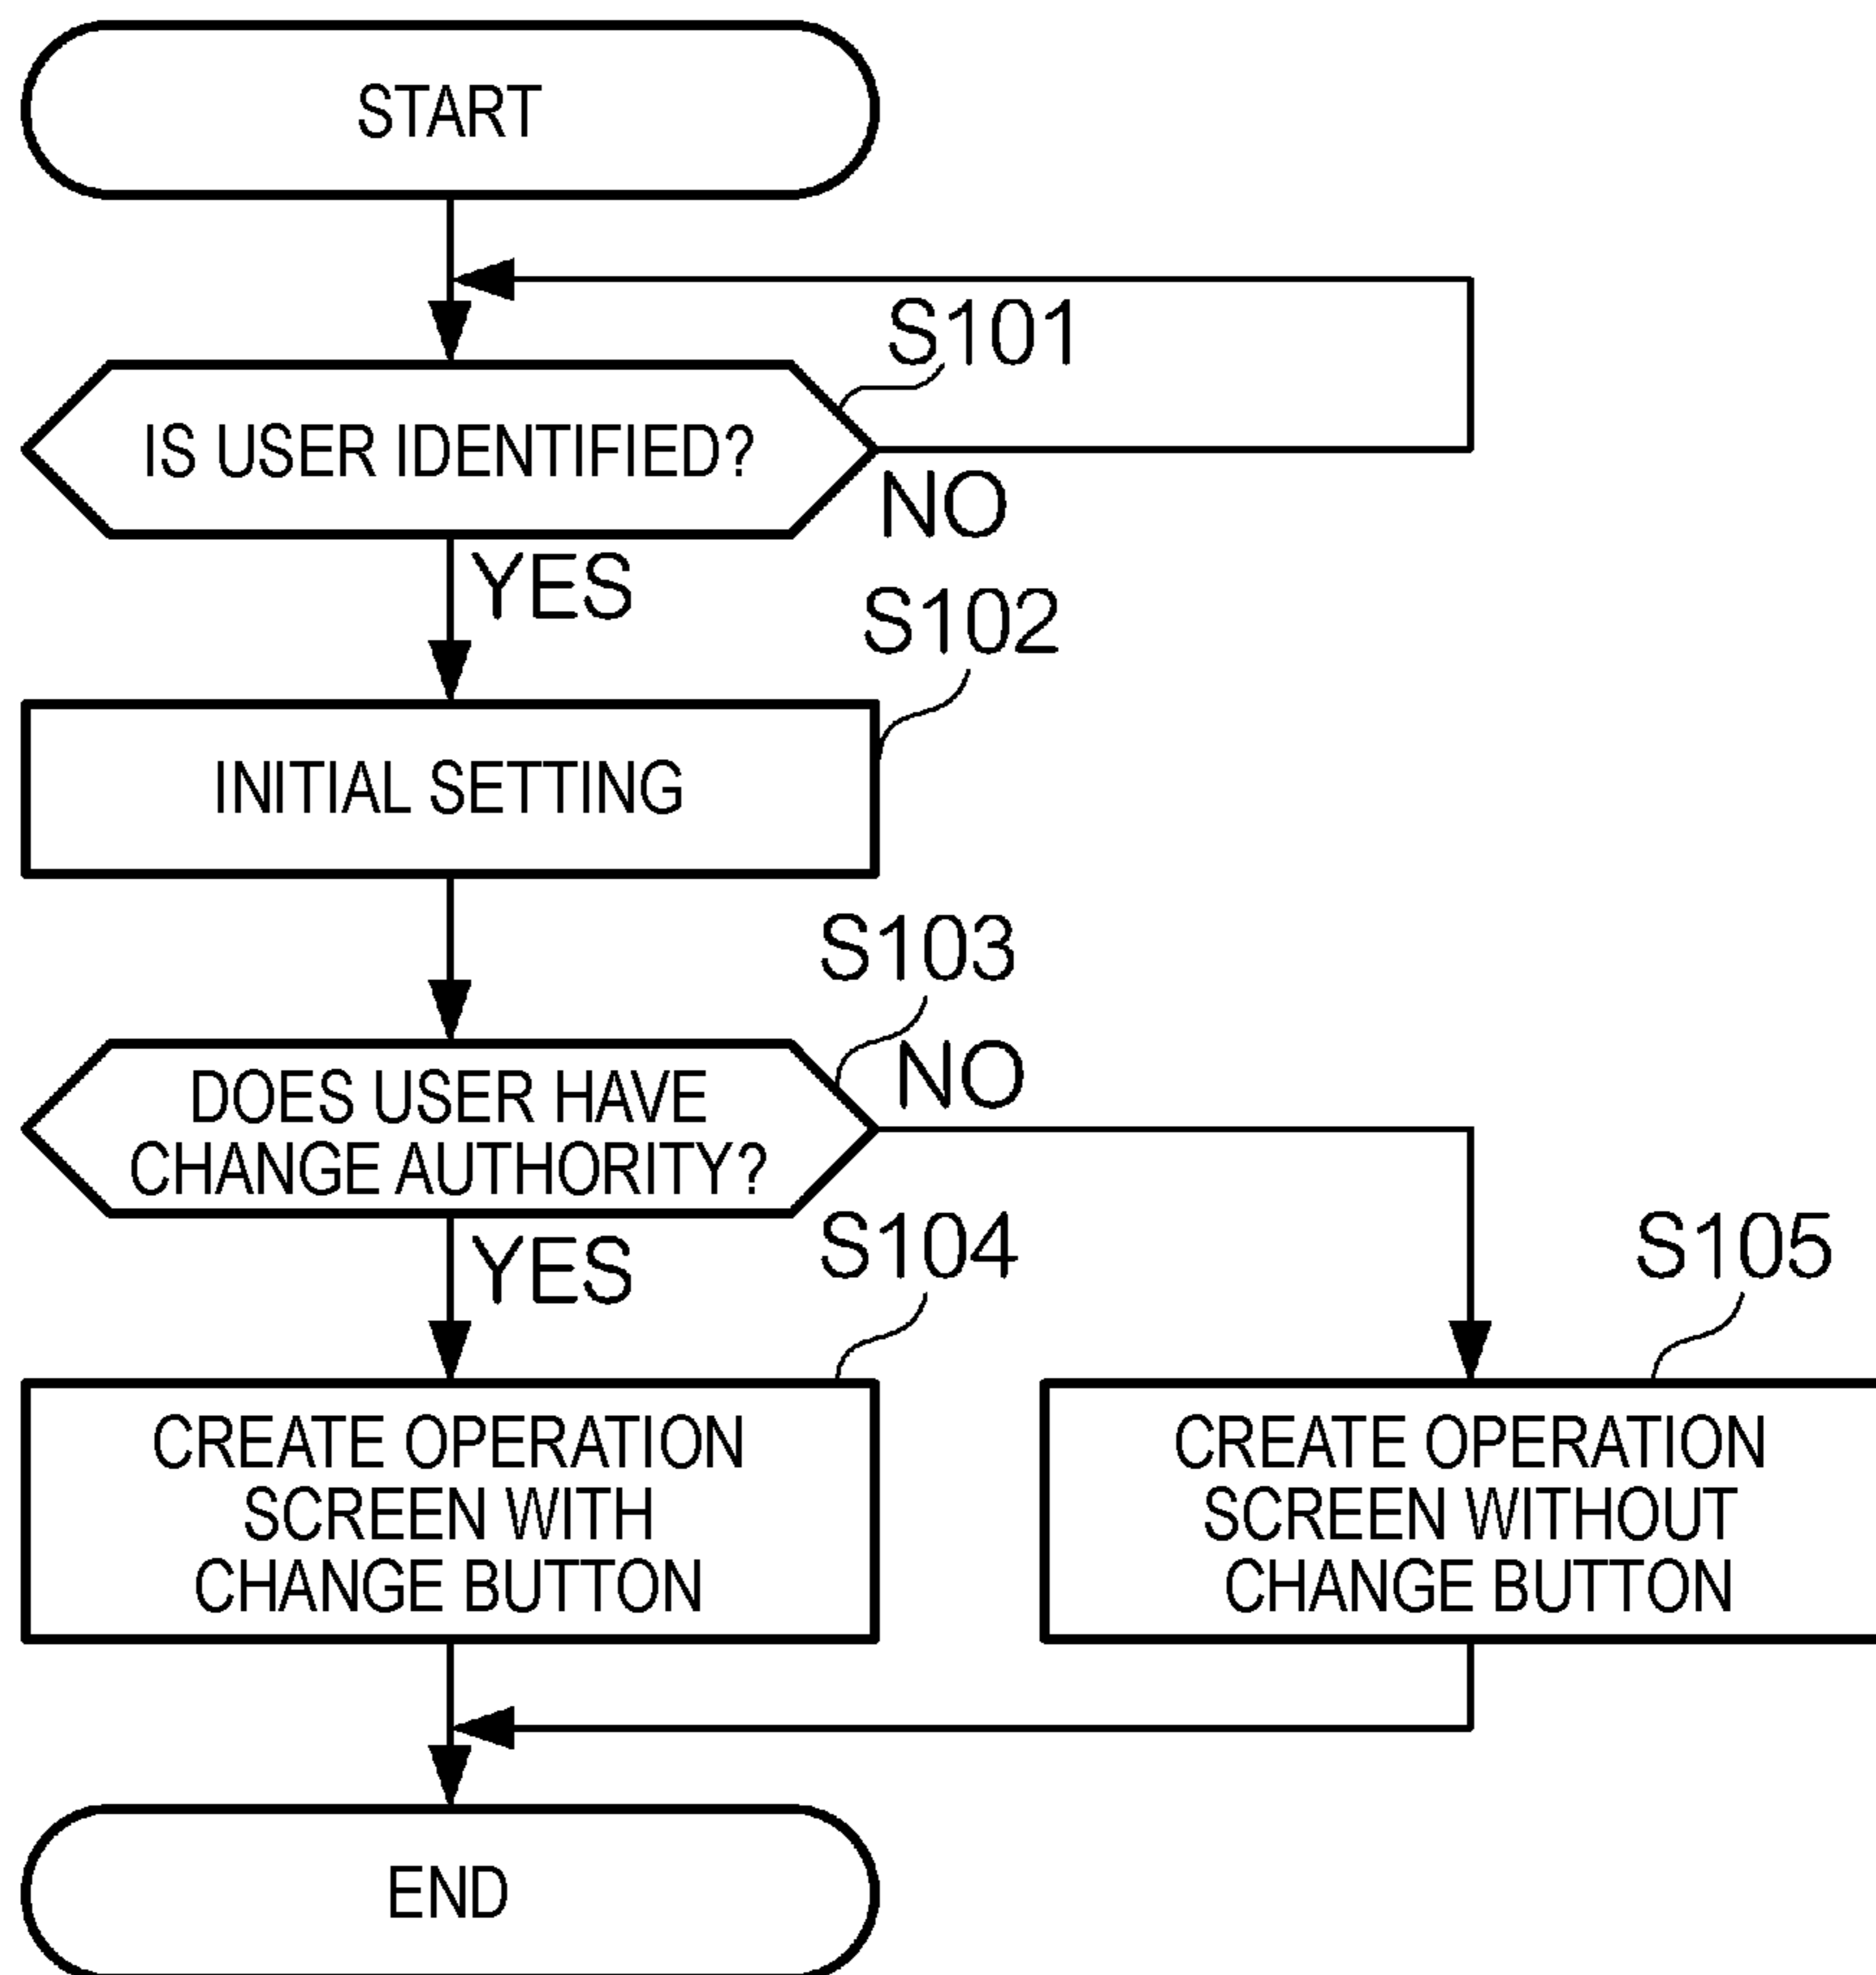 START
S101
IS USER IDENTIFIED?
NO
YES
S102
INITIAL SETTING
S103
NO
DOES USER HAVE
CHANGE AUTHORITY?
YES
S104
S105
CREATE OPERATION
SCREEN WITH
CHANGE BUTTON
CREATE OPERATION
SCREEN WITHOUT
CHANGE BUTTON
END